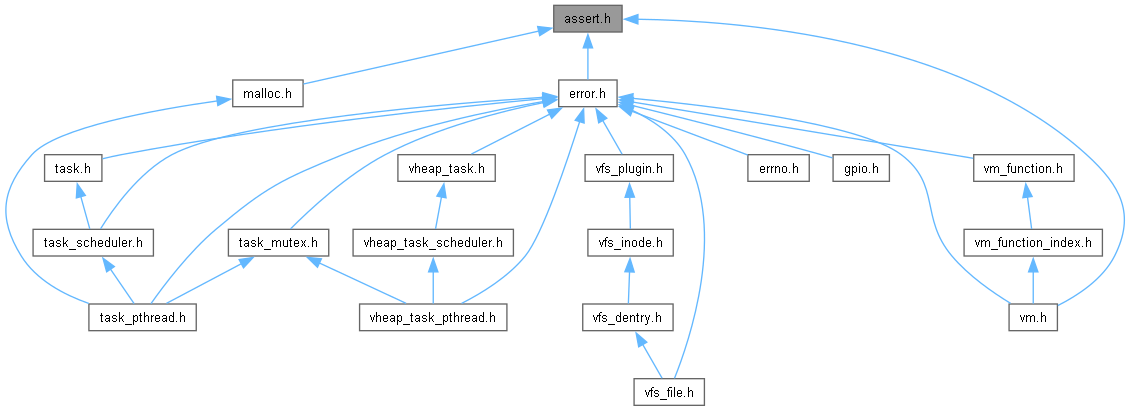 assert.h
malloc.h
error.h
task.h
vheap_task.h
vfs_plugin.h
errno.h
gpio.h
vm_function.h
task_scheduler.h
task_mutex.h
vheap_task_scheduler.h
vfs_inode.h
vm_function_index.h
task_pthread.h
vheap_task_pthread.h
vfs_dentry.h
vm.h
vfs_file.h